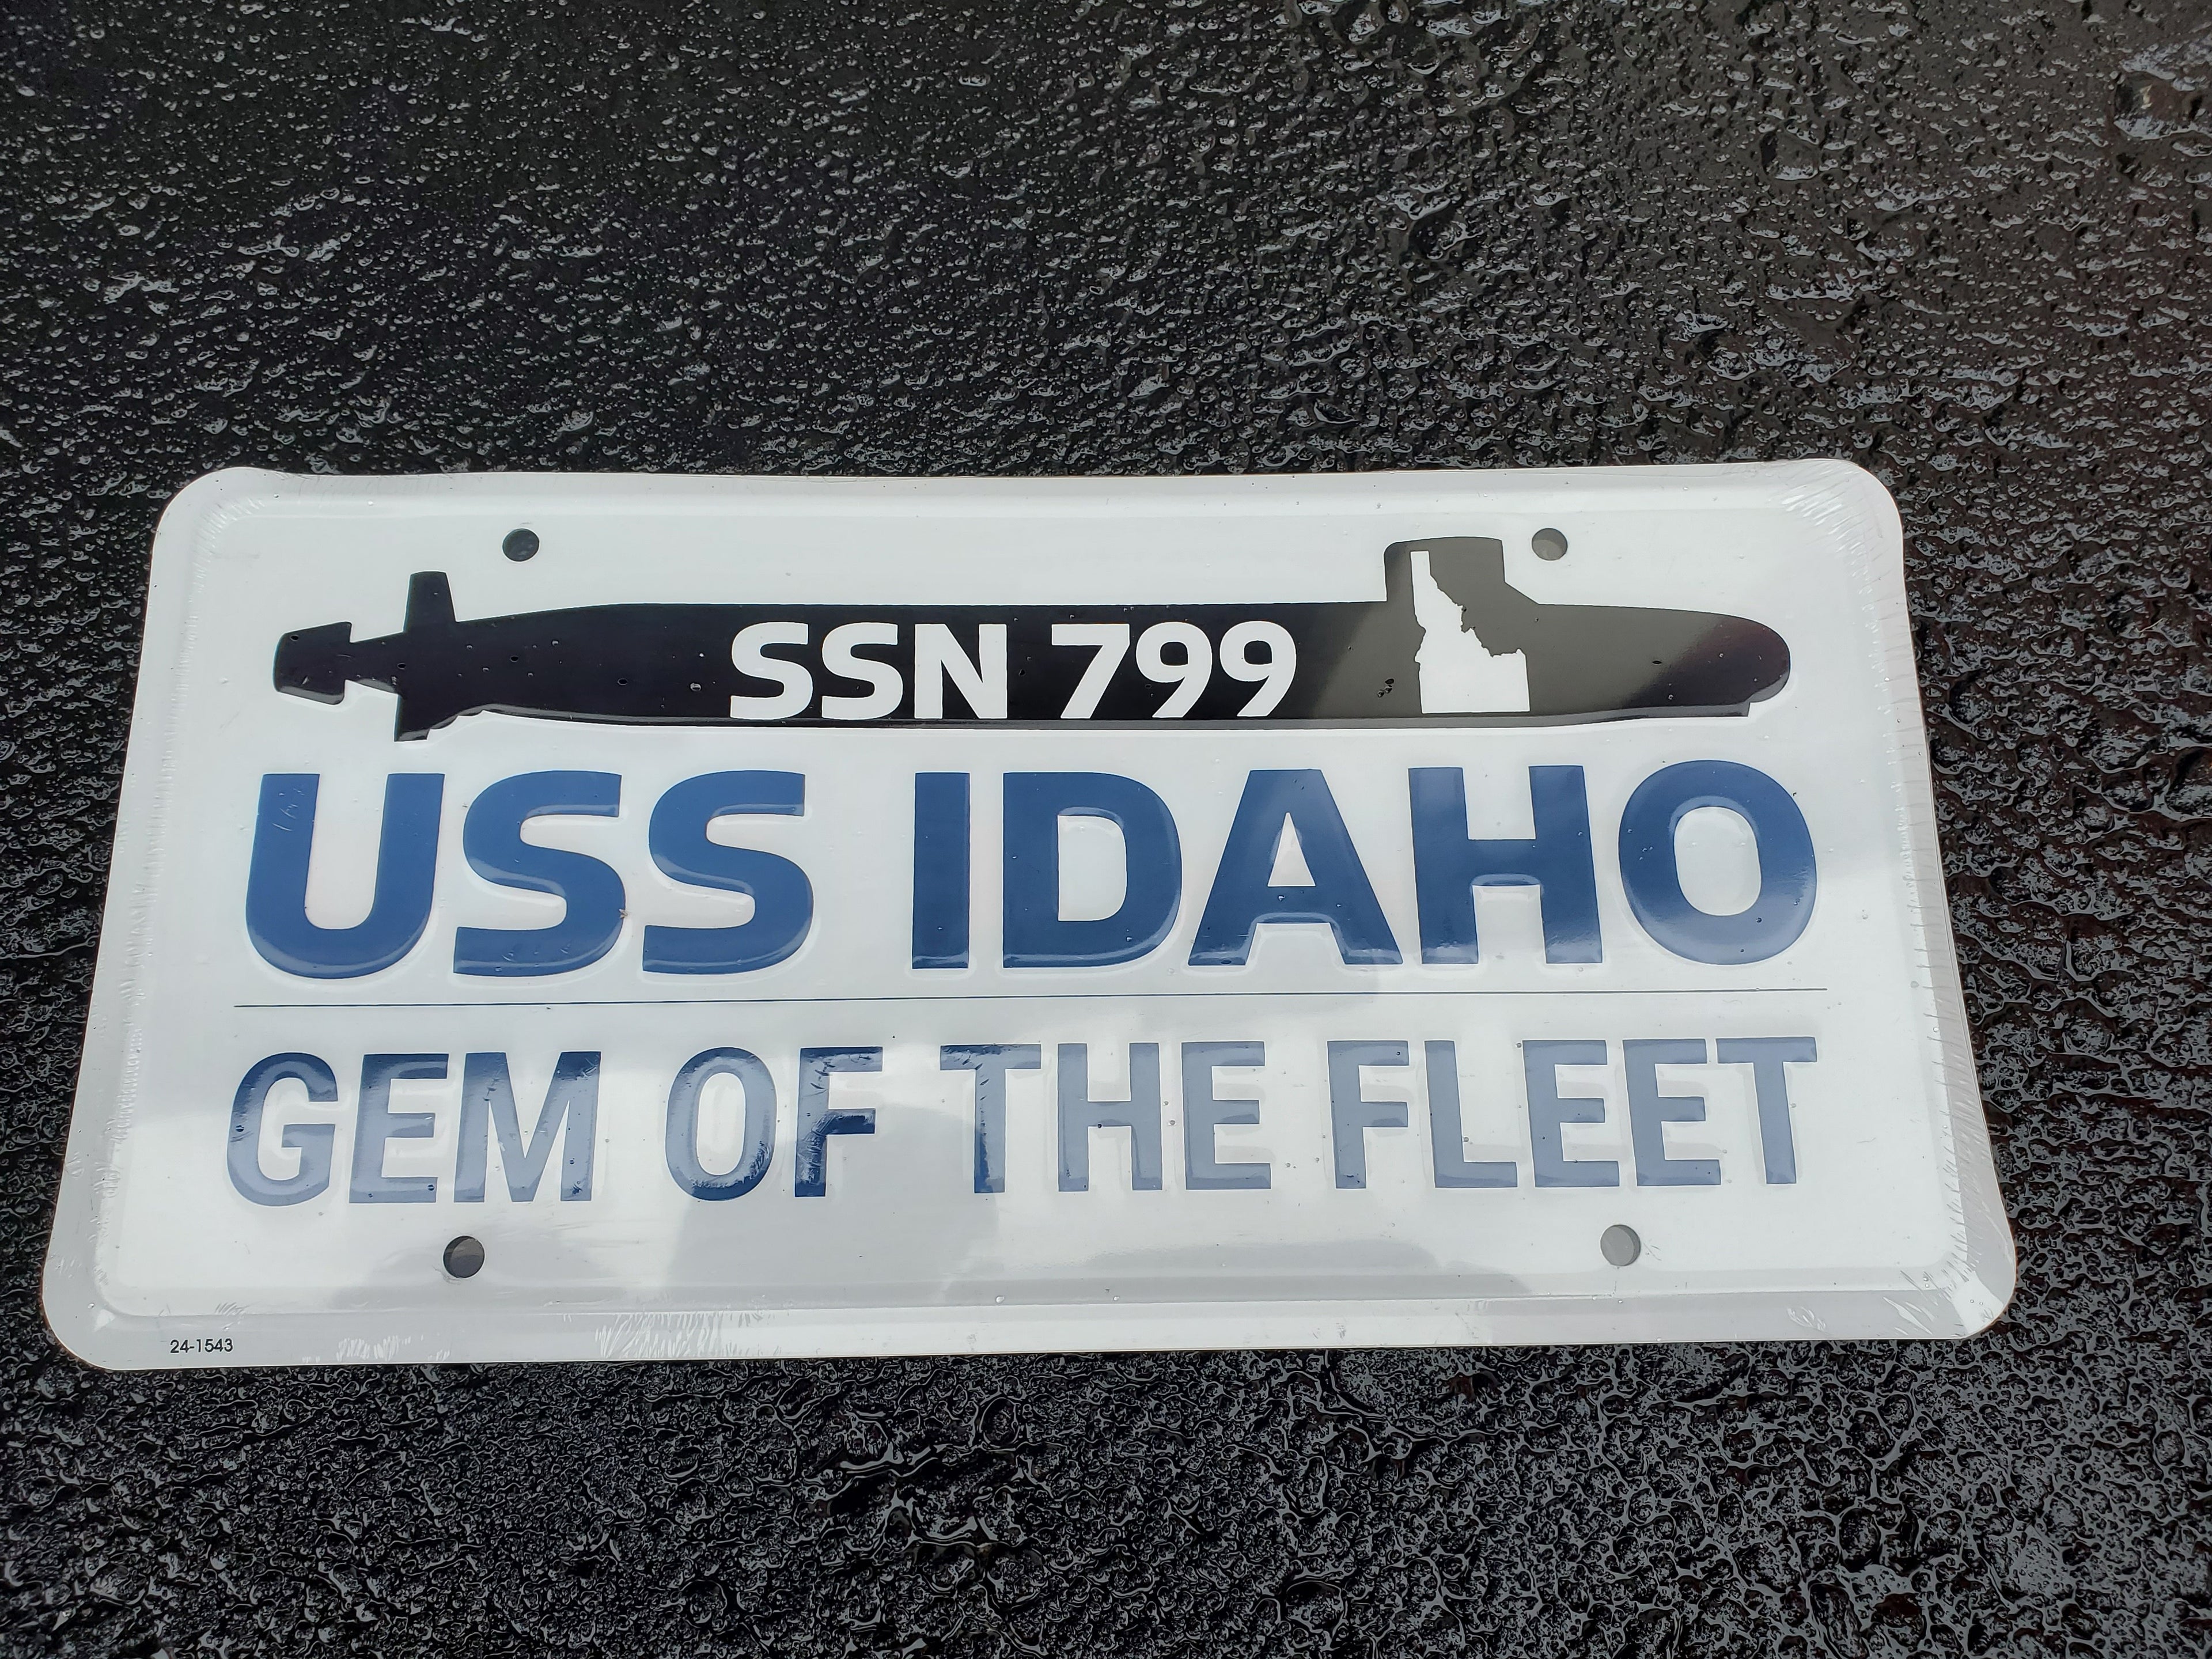 SSN 799
USS IDAHO
GEM OF THE FLEET
24-1543